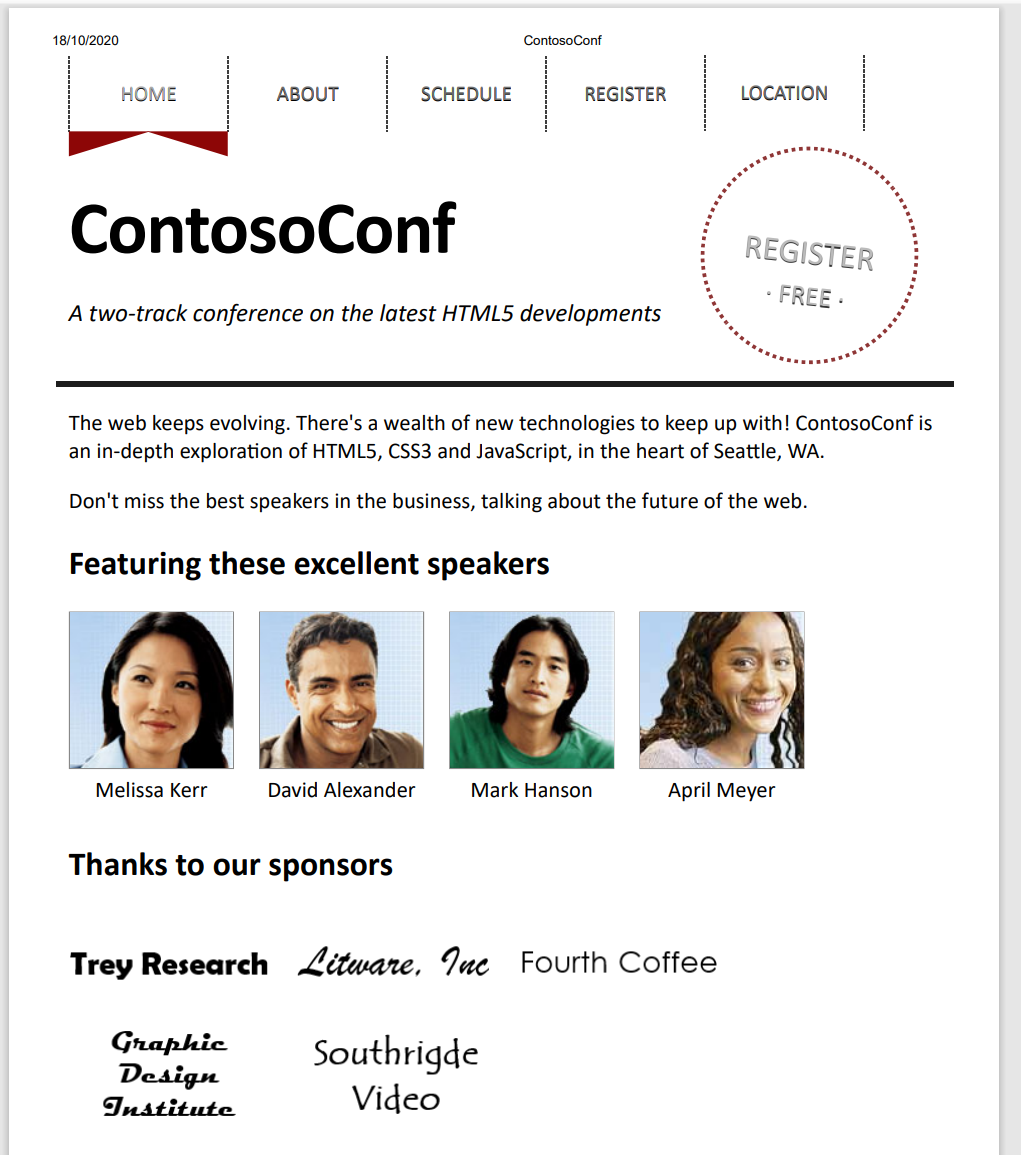 18/10/2020 ContosoConf
HOME ABOUT SCHEDULE REGISTER LOCATION
ContosoConf
A two-track conference on the latest HTML5 developments
REGISTER
· FREE ·
The web keeps evolving. There's a wealth of new technologies to keep up with! ContosoConf is
an in-depth exploration of HTML5, CSS3 and JavaScript, in the heart of Seattle, WA.
Don't miss the best speakers in the business, talking about the future of the web.
Featuring these excellent speakers
Melissa Kerr David Alexander Mark Hanson April Meyer
Thanks to our sponsors
Trey Research Litware, Inc Fourth Coffee
Graphic
Design
Institute
Southrigde
Video